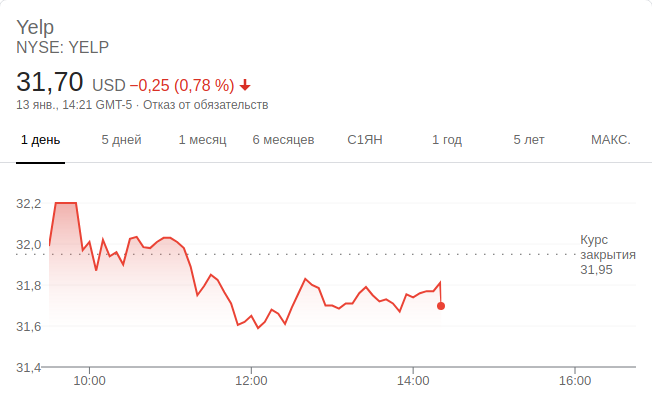 Yelp
NYSE: YELP
31,70 USD −0,25 (0,78 %)
13 янв., 14:21 GMT-5 · Отказ от обязательств
1 день 5 дней 1 месяц 6 месяцев С1ЯН 1 год 5 лет МАКС.
32,2
32,0
31,8
31,6
31,4
Курс
закрытия
31,95
10:00 12:00 14:00 16:00